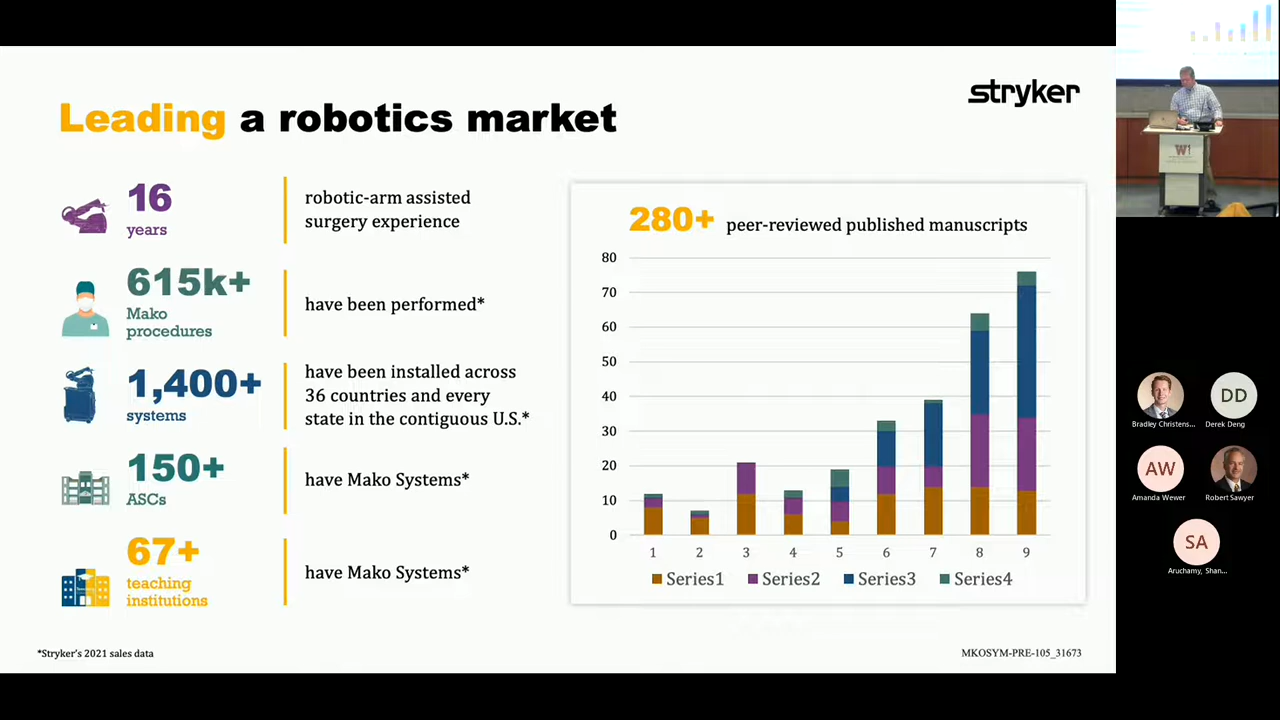 stryker
Leading a robotics market
16
years
robotic-arm assisted
surgery experience
615k+
Mako
procedures
have been performed*
1,400+
systems
have been installed across
36 countries and every
state in the contiguous U.S.*
150+
ASCs
have Mako Systems*
67+
teaching
institutions
have Mako Systems*
280+ peer-reviewed published manuscripts
80
70
60
50
40
30
20
10
0
1 2 3 4 5 6 7 8 9
Series1 Series2 Series3 Series4
*Stryker's 2021 sales data
MKOSYM-PRE-105_31673
W
DD
Bradley Christens... Derek Deng
AW
Amanda Wewer Robert Sawyer
SA
Aruchamy, Shan...